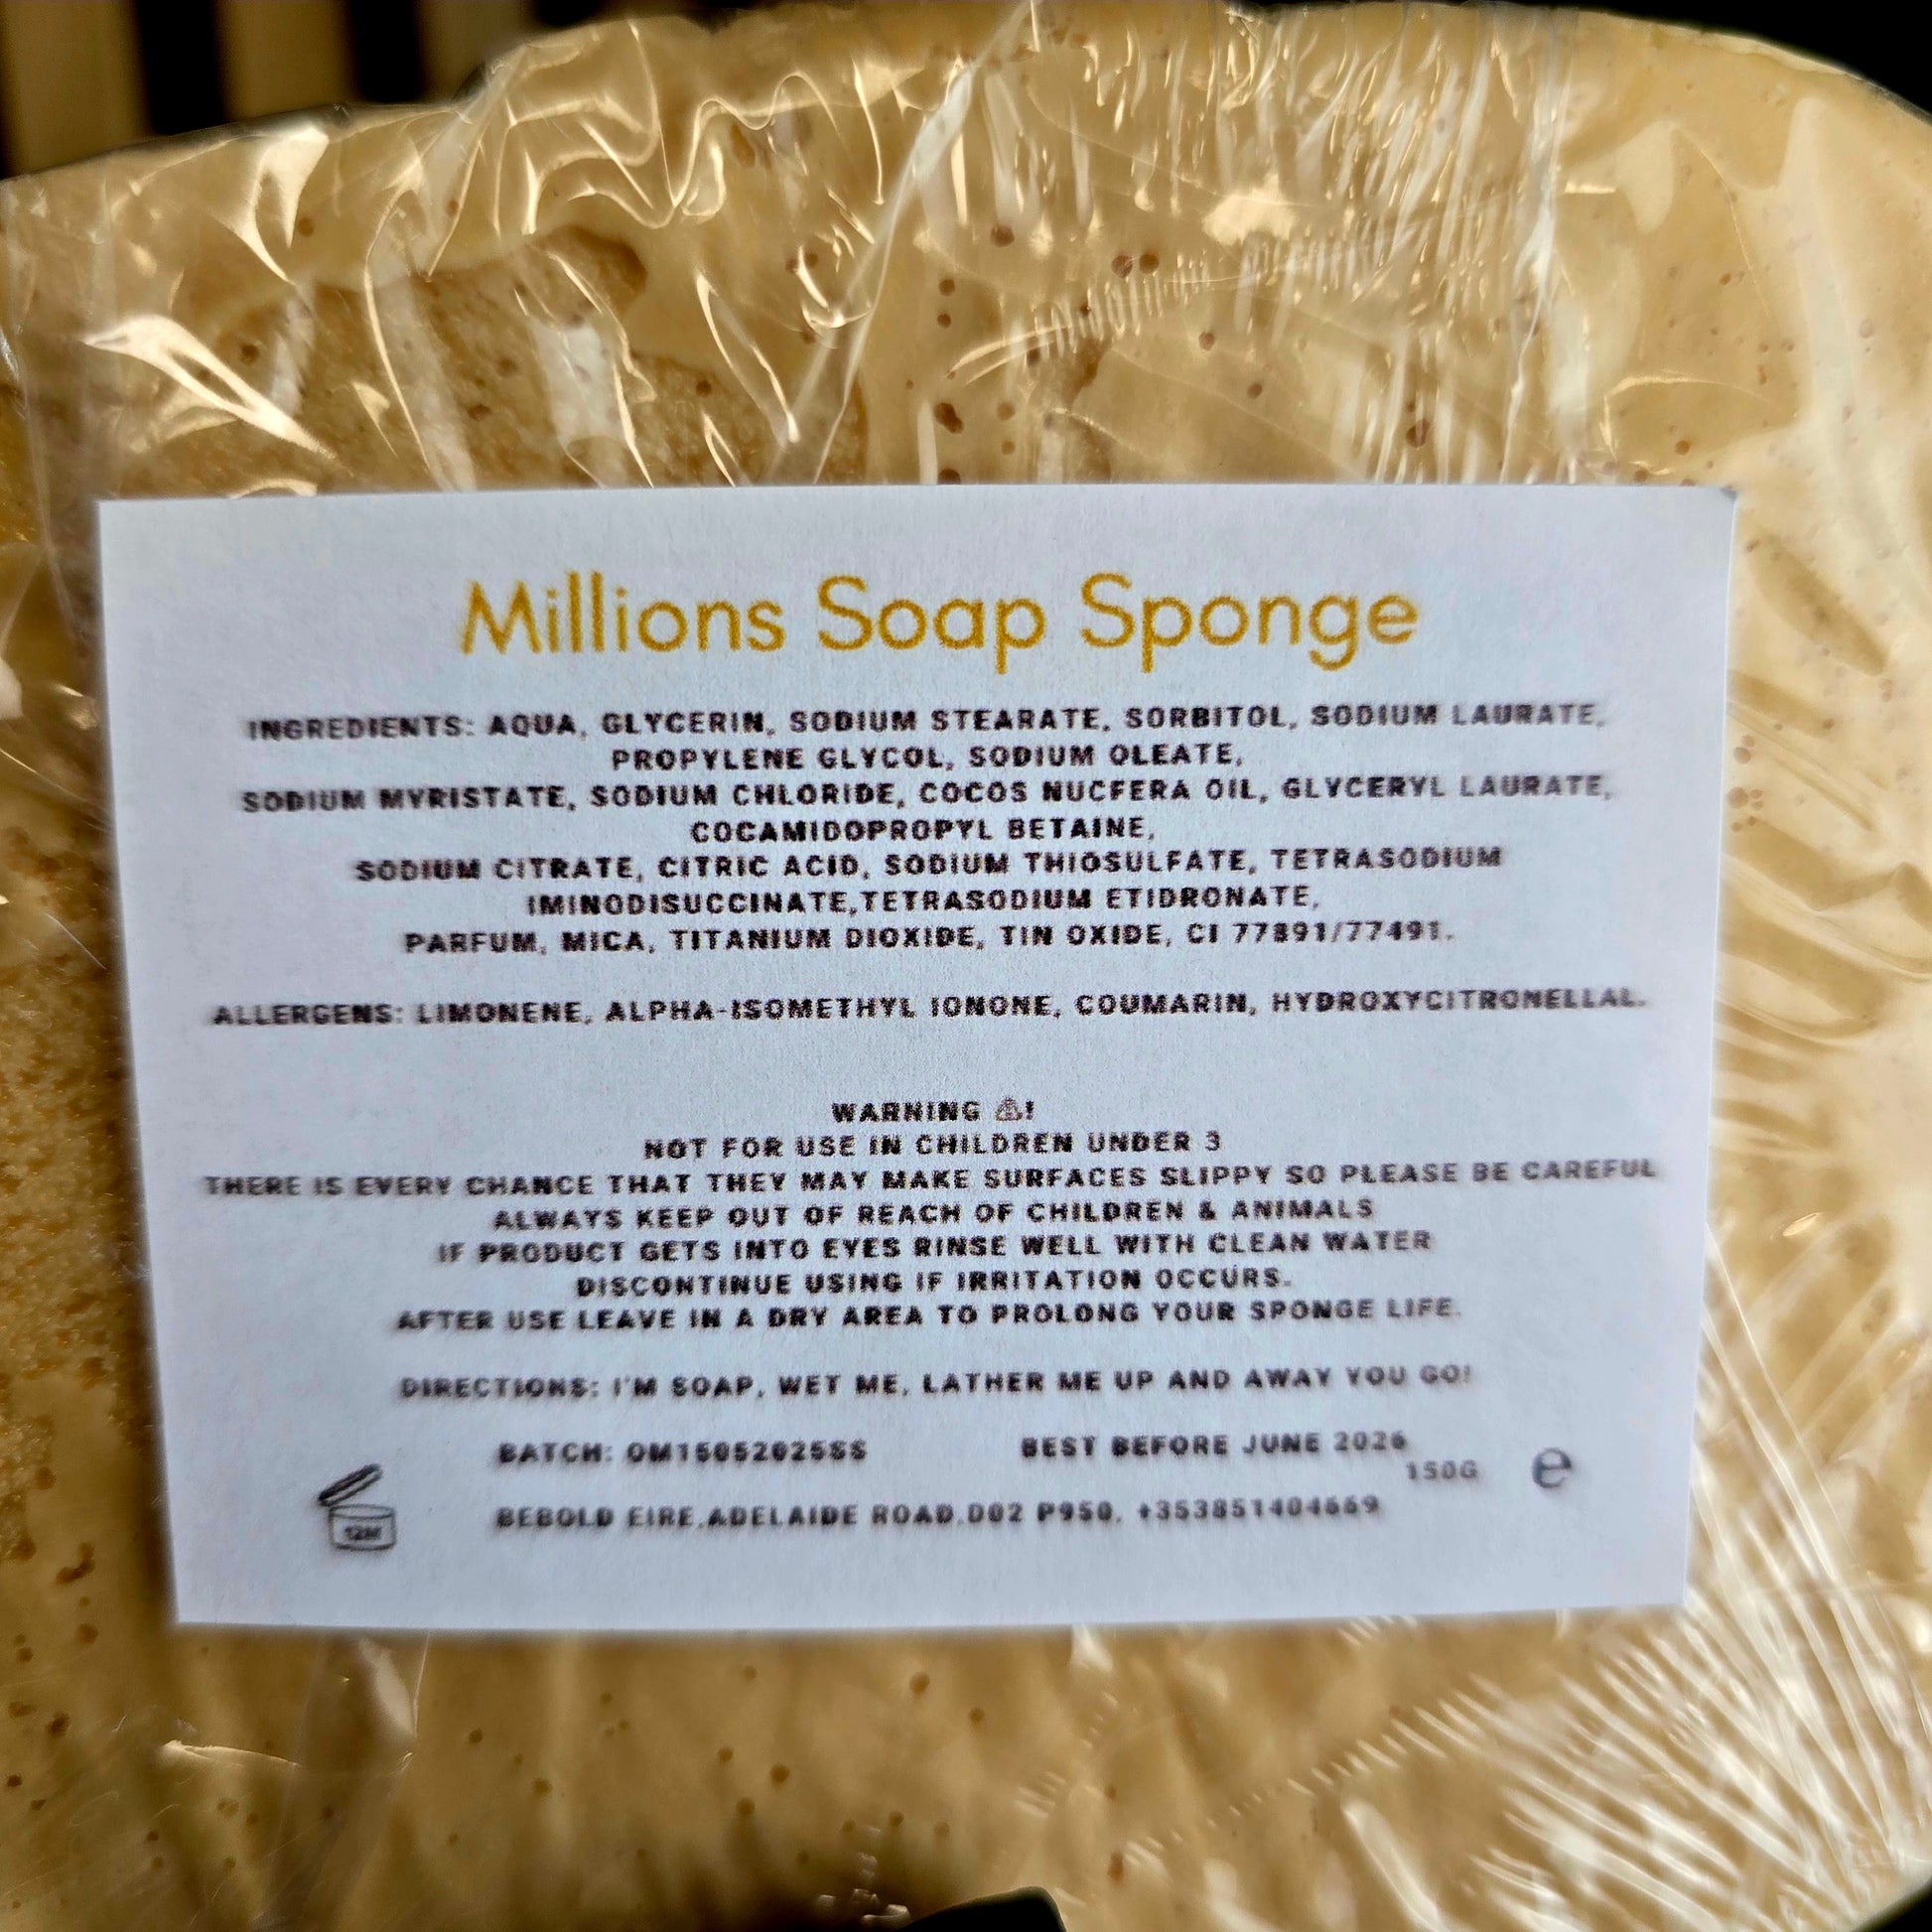 Millions Soap Sponge
INGREDIENTS: AQUA, GLYCERIN, SODIUM STEARATE, SORBITOL, SODIUM LAURATE,
PROPYLENE GLYCOL, SODIUM OLEATE,
SODIUM MYRISTATE, SODIUM CHLORIDE, COCOS NUCFERA OIL, GLYCERYL LAURATE,
COCAMIDOPROPYL BETAINE,
SODIUM CITRATE, CITRIC ACID, SODIUM THIOSULFATE, TETRASODIUM
IMINODISUCCINATE,TETRASODIUM ETIDRONATE,
PARFUM, MICA, TITANIUM DIOXIDE, TIN OXIDE, CI 77891/77491.
ALLERGENS: LIMONENE, ALPHA-ISOMETHYL IONONE, COUMARIN, HYDROXYCITRONELLAL.
WARNING ⚠!
NOT FOR USE IN CHILDREN UNDER 3
THERE IS EVERY CHANCE THAT THEY MAY MAKE SURFACES SLIPPY SO PLEASE BE CAREFUL
ALWAYS KEEP OUT OF REACH OF CHILDREN & ANIMALS
IF PRODUCT GETS INTO EYES RINSE WELL WITH CLEAN WATER
DISCONTINUE USING IF IRRITATION OCCURS.
AFTER USE LEAVE IN A DRY AREA TO PROLONG YOUR SPONGE LIFE.
DIRECTIONS: I'M SOAP, WET ME, LATHER ME UP AND AWAY YOU GO!
BATCH: OM15052025SS BEST BEFORE JUNE 2026
150G e
12M
BEBOLD EIRE,ADELAIDE ROAD,D02 P950, +353851404669